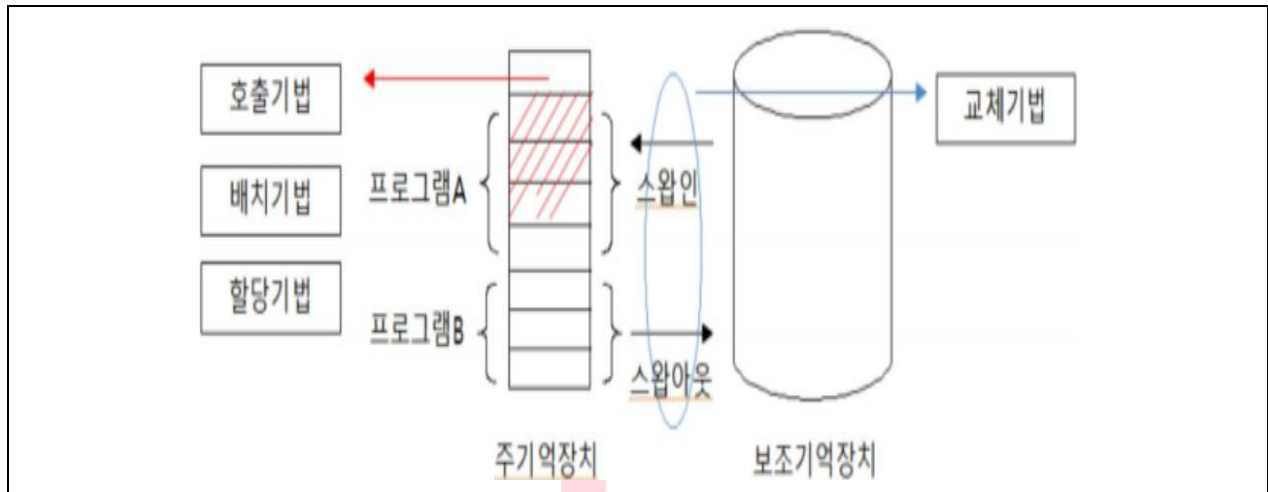 호출기법
배치기법
할당기법
프로그램A
프로그램B
스왑인
스왑아웃
교체기법
주기억장치
보조기억장치